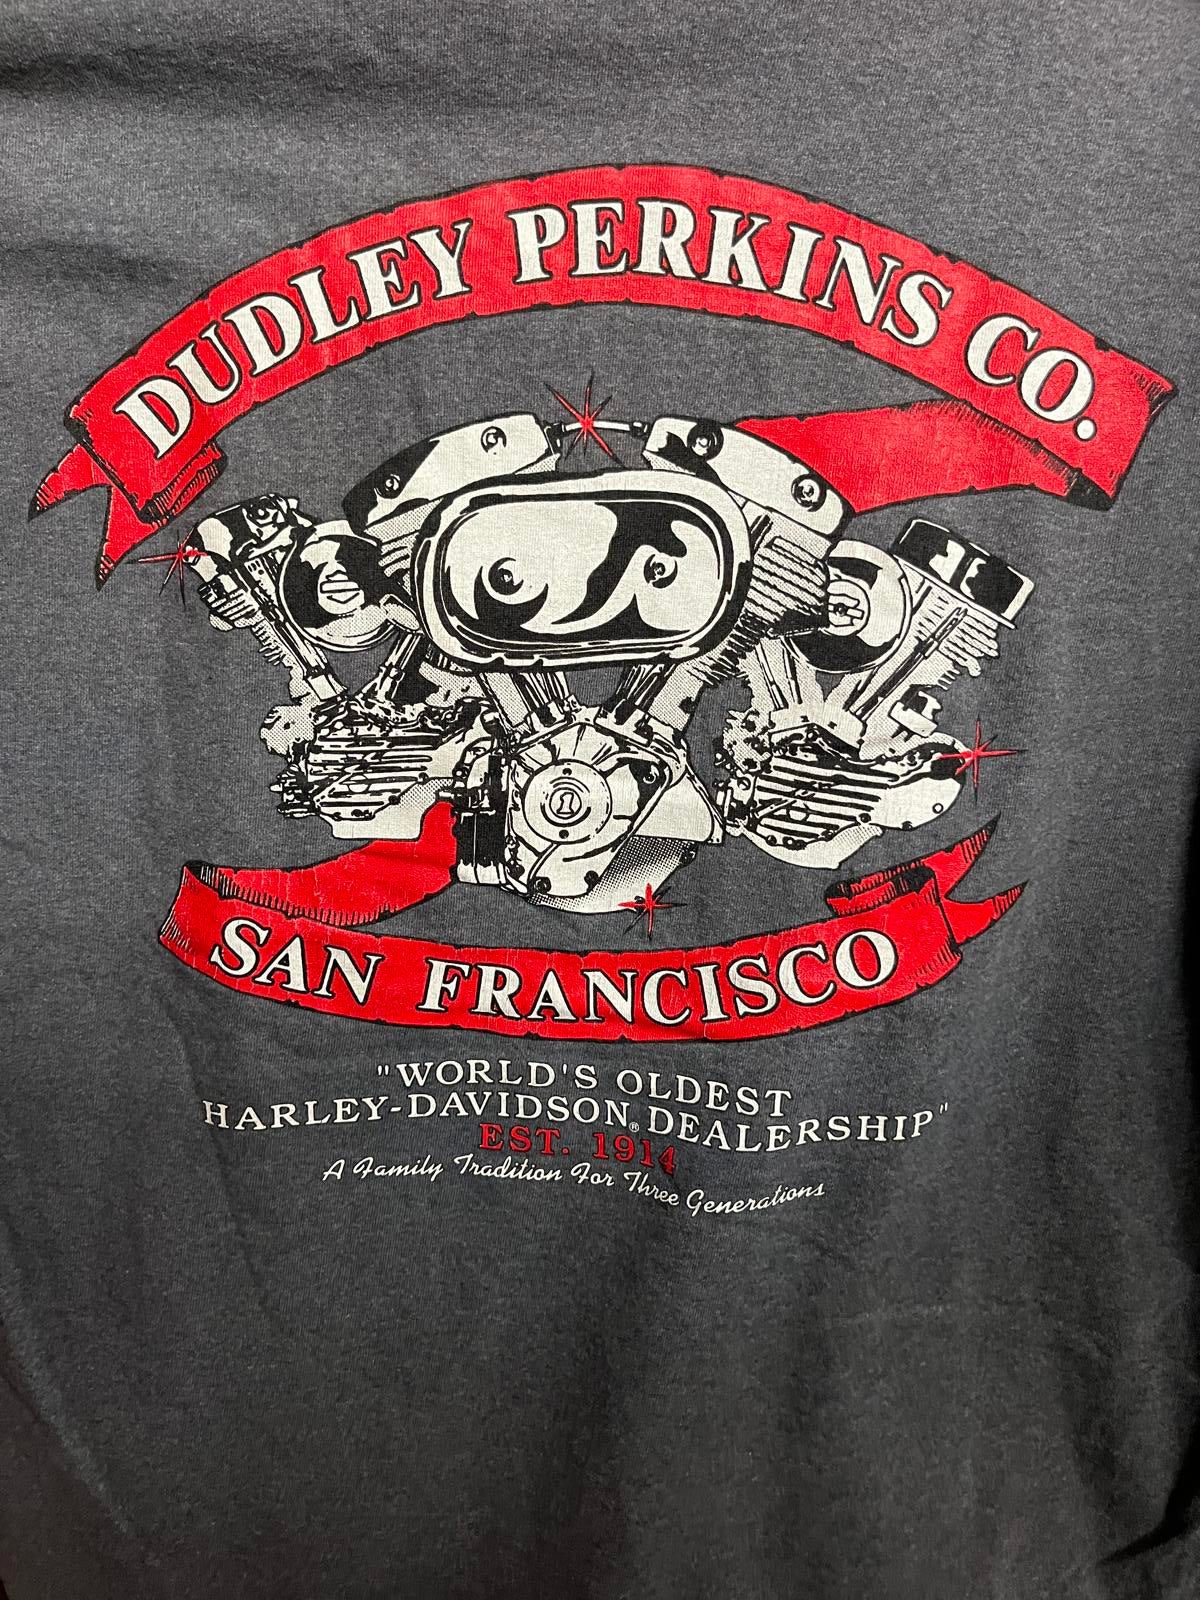 DUDLEY PERKINS CO.
SAN FRANCISCO
"WORLD'S OLDEST
HARLEY-DAVIDSON® DEALERSHIP"
EST. 1914
A Family Tradition For Three Generations